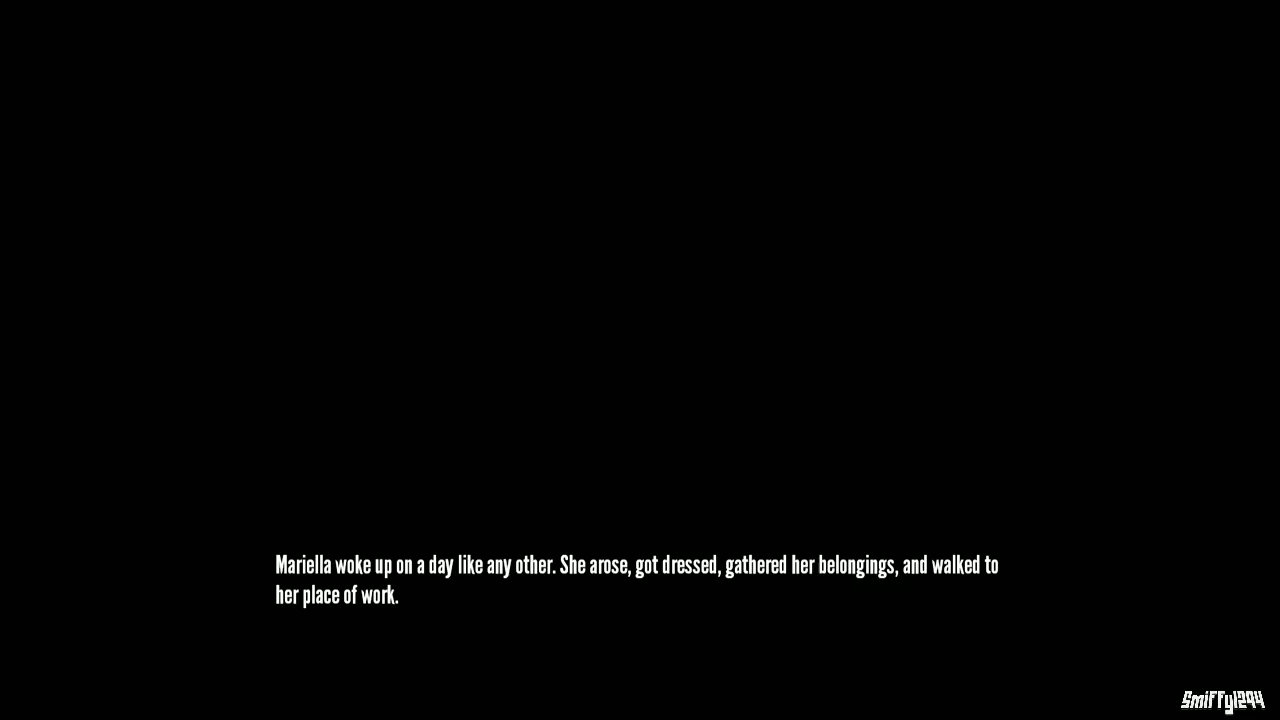 Mariella woke up on a day like any other. She arose, got dressed, gathered her belongings, and walked to
her place of work.
Smiffy1294